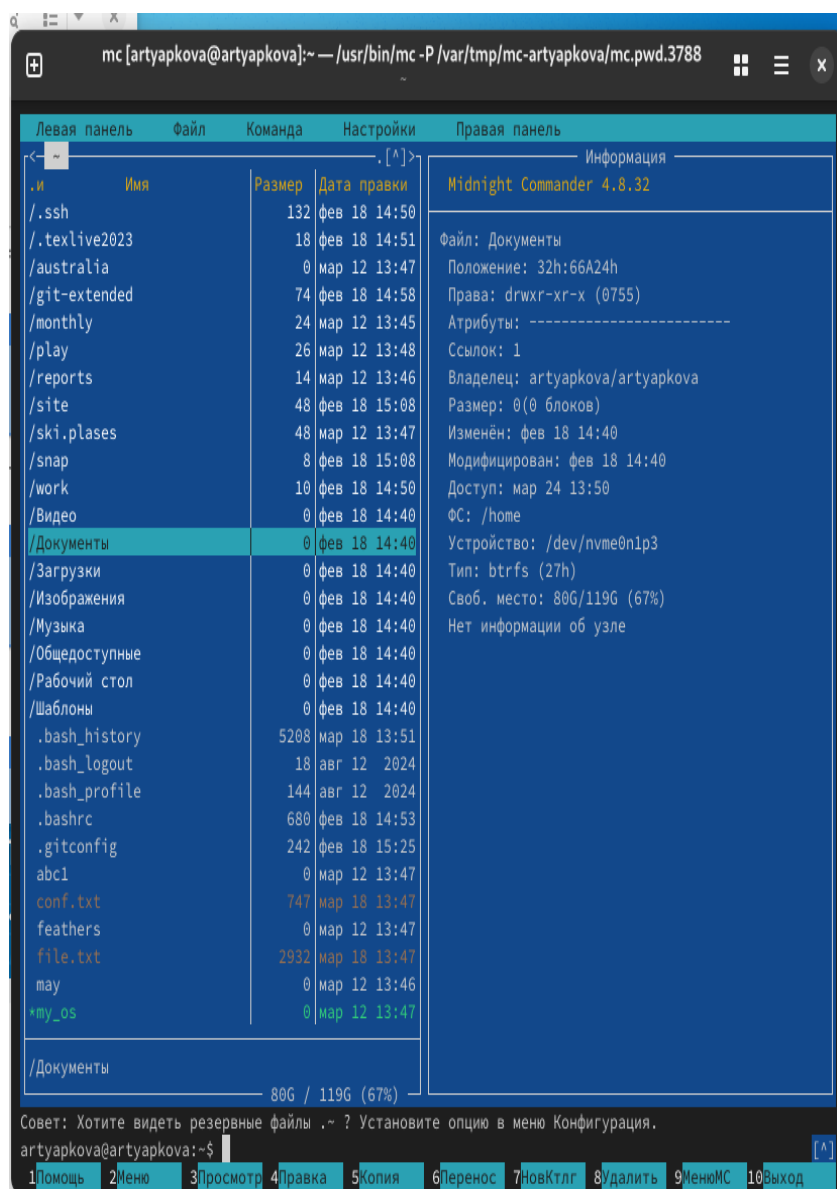 mc [artyapkova@artyapkova]:~ — /usr/bin/mc -P /var/tmp/mc-artyapkova/mc.pwd.3788
~
Левая панель Файл Команда Настройки Правая панель
<- ~ .[^]>
.и Имя Размер Дата правки
/.ssh 132 фев 18 14:50
/.texlive2023 18 фев 18 14:51
/australia 0 мар 12 13:47
/git-extended 74 фев 18 14:58
/monthly 24 мар 12 13:45
/play 26 мар 12 13:48
/reports 14 мар 12 13:46
/site 48 фев 18 15:08
/ski.plases 48 мар 12 13:47
/snap 8 фев 18 15:08
/work 10 фев 18 14:50
/Видео 0 фев 18 14:40
/Документы 0 фев 18 14:40
/Загрузки 0 фев 18 14:40
/Изображения 0 фев 18 14:40
/Музыка 0 фев 18 14:40
/Общедоступные 0 фев 18 14:40
/Рабочий стол 0 фев 18 14:40
/Шаблоны 0 фев 18 14:40
.bash_history 5208 мар 18 13:51
.bash_logout 18 авг 12 2024
.bash_profile 144 авг 12 2024
.bashrc 680 фев 18 14:53
.gitconfig 242 фев 18 15:25
abc1 0 мар 12 13:47
conf.txt 747 мар 18 13:47
feathers 0 мар 12 13:47
file.txt 2932 мар 18 13:47
may 0 мар 12 13:46
*my_os 0 мар 12 13:47
/Документы
80G / 119G (67%)
Информация
Midnight Commander 4.8.32
Файл: Документы
Положение: 32h:66A24h
Права: drwxr-xr-x (0755)
Атрибуты: -------------------------
Ссылок: 1
Владелец: artyapkova/artyapkova
Размер: 0(0 блоков)
Изменён: фев 18 14:40
Модифицирован: фев 18 14:40
Доступ: мар 24 13:50
ФС: /home
Устройство: /dev/nvme0n1p3
Тип: btrfs (27h)
Своб. место: 80G/119G (67%)
Нет информации об узле
Совет: Хотите видеть резервные файлы .~ ? Установите опцию в меню Конфигурация.
artyapkova@artyapkova:~$ [^]
1Помощь 2Меню 3Просмотр 4Правка 5Копия 6Перенос 7НовКтлг 8Удалить 9МенюMC 10Выход